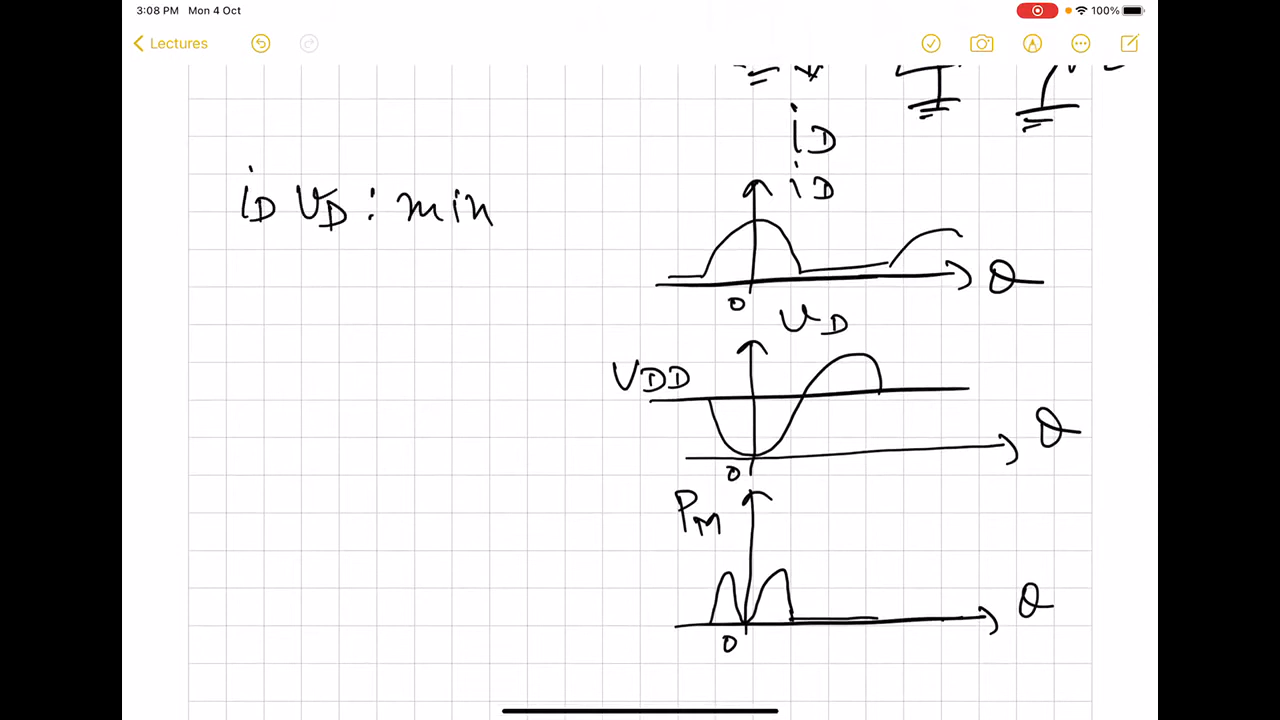 3:08 PM Mon 4 Oct
100%
Lectures
iD
iD
iD VD : min
θ
0
VD
VDD
θ
0
PM
θ
0